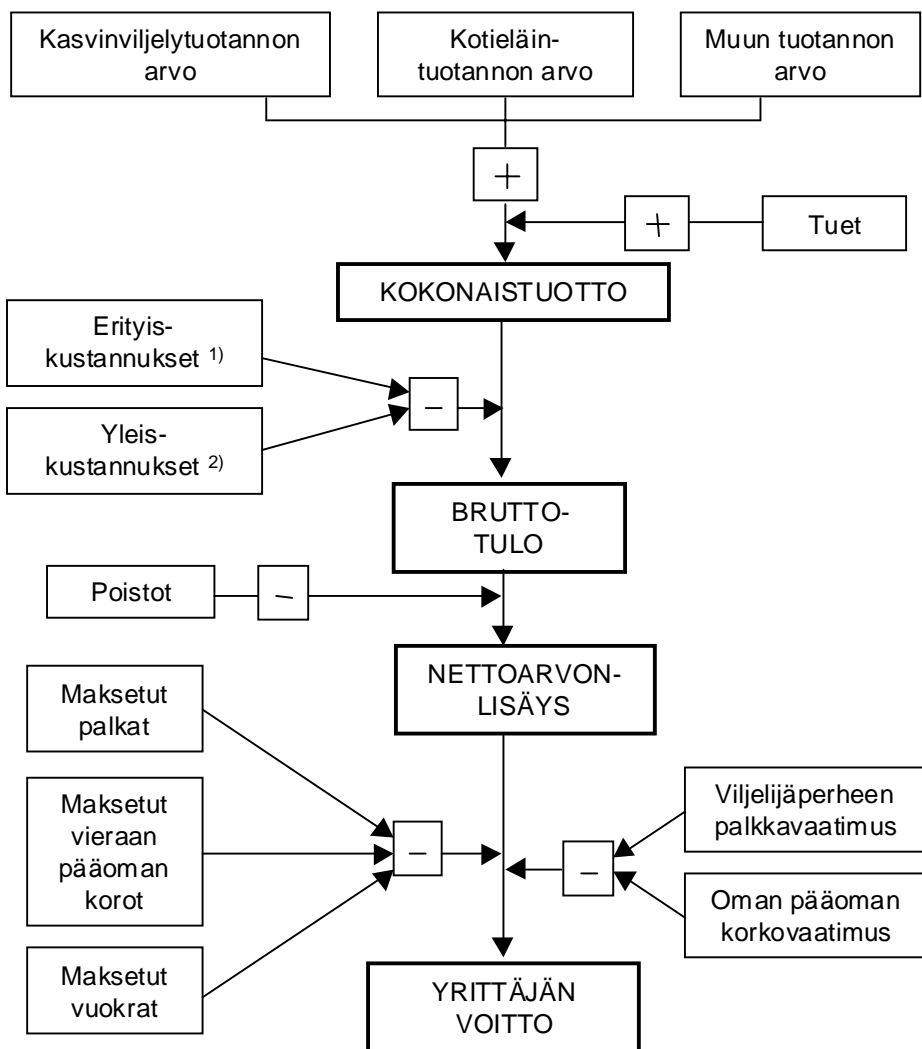 Kasvinviljelytuotannon
arvo
Kotieläin-
tuotannon arvo
Muun tuotannon
arvo
+
+
Tuet
KOKONAISTUOTTO
Erityis-
kustannukset 1)
–
Yleis-
kustannukset 2)
BRUTTO-
TULO
Poistot
–
NETTOARVON-
LISÄYS
Maksetut
palkat
Maksetut
vieraan
pääoman
korot
–
Maksetut
vuokrat
–
Viljelijäperheen
palkkavaatimus
Oman pääoman
korkovaatimus
YRITTÄJÄN
VOITTO